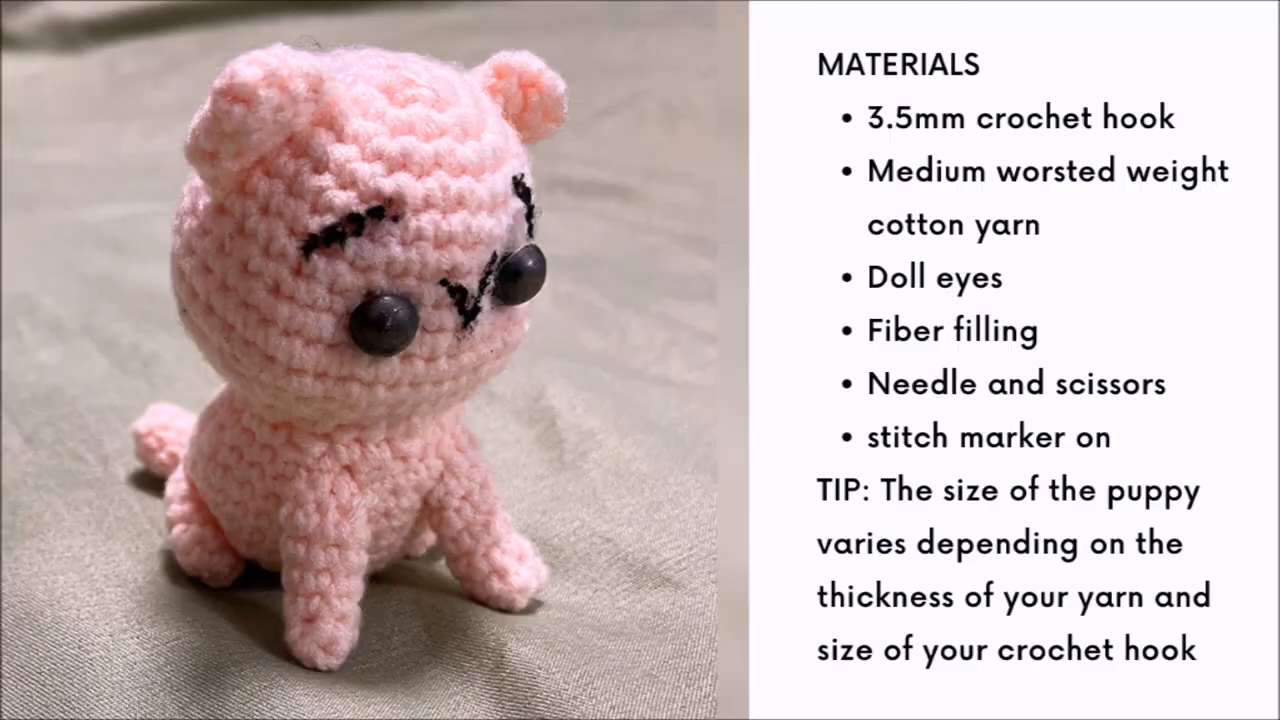 MATERIALS
• 3.5mm crochet hook
• Medium worsted weight
cotton yarn
• Doll eyes
• Fiber filling
• Needle and scissors
• stitch marker on
TIP: The size of the puppy
varies depending on the
thickness of your yarn and
size of your crochet hook